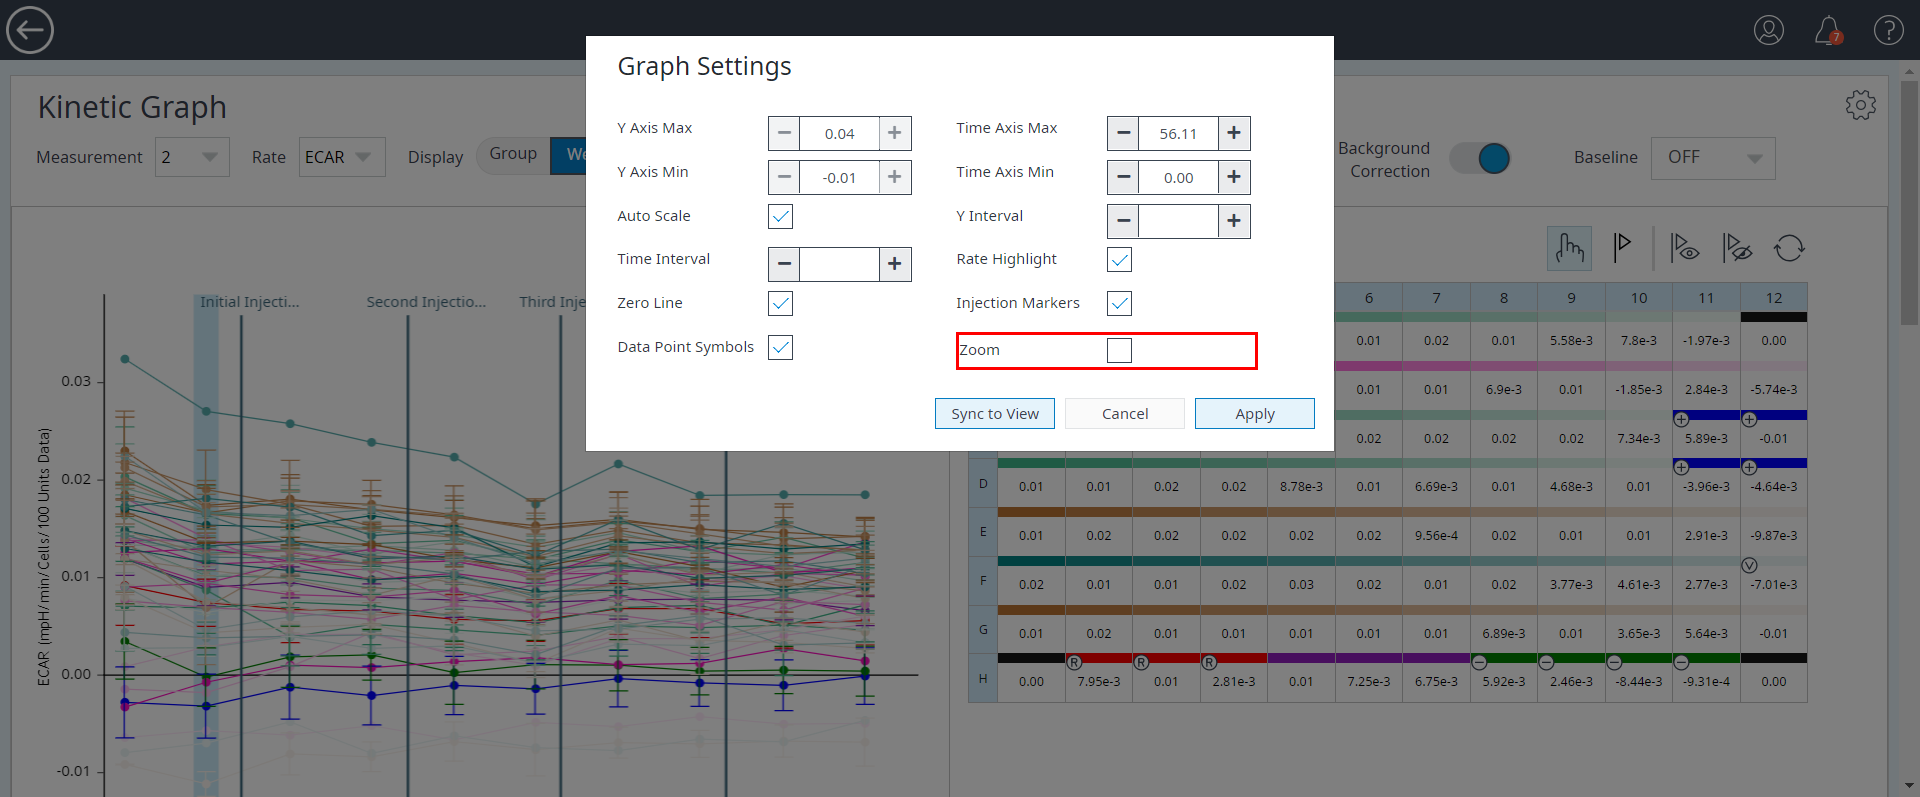 7
Kinetic Graph
Measurement 2 Rate ECAR Display Group We
Background Correction
Baseline OFF
Graph Settings
Y Axis Max 0.04 Time Axis Max 56.11
Y Axis Min -0.01 Time Axis Min 0.00
Auto Scale Y Interval
Time Interval Rate Highlight
Zero Line Injection Markers
Data Point Symbols Zoom
Sync to View Cancel Apply
Initial Injecti... Second Injectio... Third Inje
ECAR (mpH/min/Cells/100 Units Data)
0.03
0.02
0.01
0.00
-0.01
6 7 8 9 10 11 12
0.01 0.02 0.01 5.58e-3 7.8e-3 -1.97e-3 0.00
0.01 0.01 6.9e-3 0.01 -1.85e-3 2.84e-3 -5.74e-3
0.02 0.02 0.02 0.02 7.34e-3 5.89e-3 -0.01
D 0.01 0.01 0.02 0.02 8.78e-3 0.01 6.69e-3 0.01 4.68e-3 0.01 -3.96e-3 -4.64e-3
E 0.01 0.02 0.02 0.02 0.02 0.02 9.56e-4 0.02 0.01 0.01 2.91e-3 -9.87e-3
V
F 0.02 0.01 0.01 0.02 0.03 0.02 0.01 0.02 3.77e-3 4.61e-3 2.77e-3 -7.01e-3
G 0.01 0.02 0.01 0.01 0.01 0.01 0.01 6.89e-3 0.01 3.65e-3 5.64e-3 -0.01
R R R
H 0.00 7.95e-3 0.01 2.81e-3 0.01 7.25e-3 6.75e-3 5.92e-3 2.46e-3 -8.44e-3 -9.31e-4 0.00